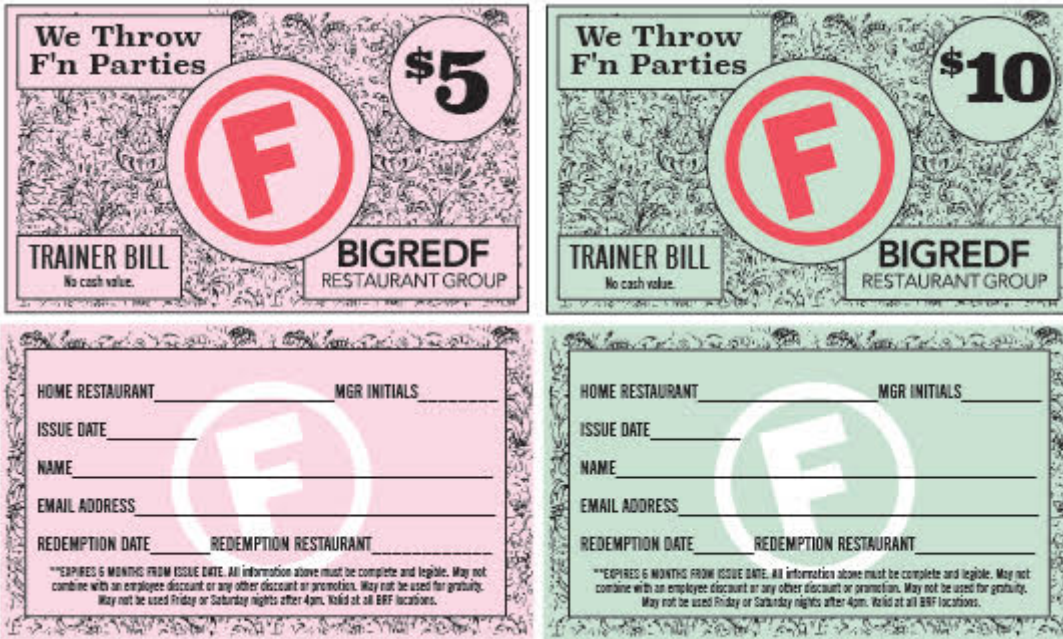 We Throw
F'n Parties
$5
F
TRAINER BILL
No cash value.
BIGREDF
RESTAURANT GROUP
We Throw
F'n Parties
$10
F
TRAINER BILL
No cash value.
BIGREDF
RESTAURANT GROUP
HOME RESTAURANT MGR INITIALS
ISSUE DATE
NAME
EMAIL ADDRESS
REDEMPTION DATE REDEMPTION RESTAURANT
F
**EXPIRES 6 MONTHS FROM ISSUE DATE. All information above must be complete and legible. May not
combine with an employee discount or any other discount or promotion. May not be used for gratuity.
May not be used Friday or Saturday nights after 4pm. Valid at all BRF locations.
HOME RESTAURANT MGR INITIALS
ISSUE DATE
NAME
EMAIL ADDRESS
REDEMPTION DATE REDEMPTION RESTAURANT
F
**EXPIRES 6 MONTHS FROM ISSUE DATE. All information above must be complete and legible. May not
combine with an employee discount or any other discount or promotion. May not be used for gratuity.
May not be used Friday or Saturday nights after 4pm. Valid at all BRF locations.